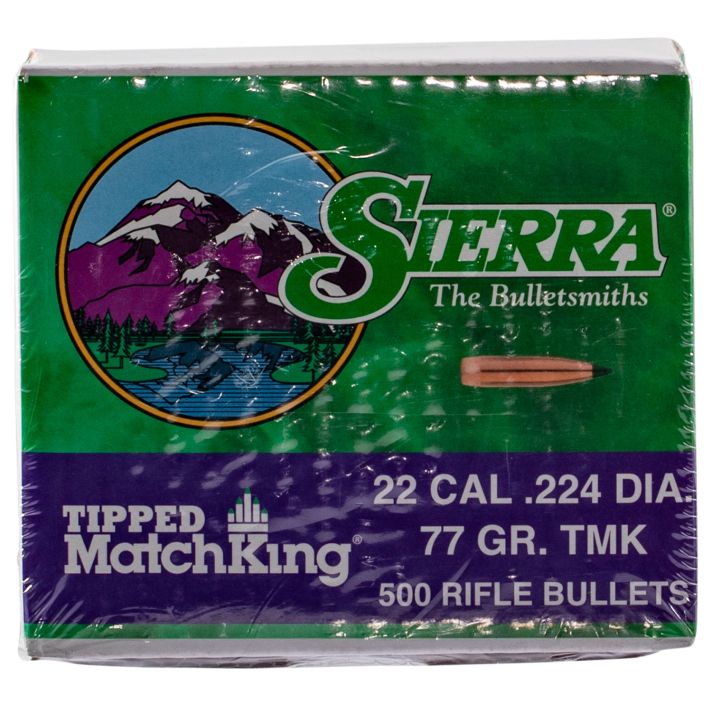 SIERRA®
The Bulletsmiths
22 CAL .224 DIA.
77 GR. TMK
500 RIFLE BULLETS
TIPPED
MatchKing®